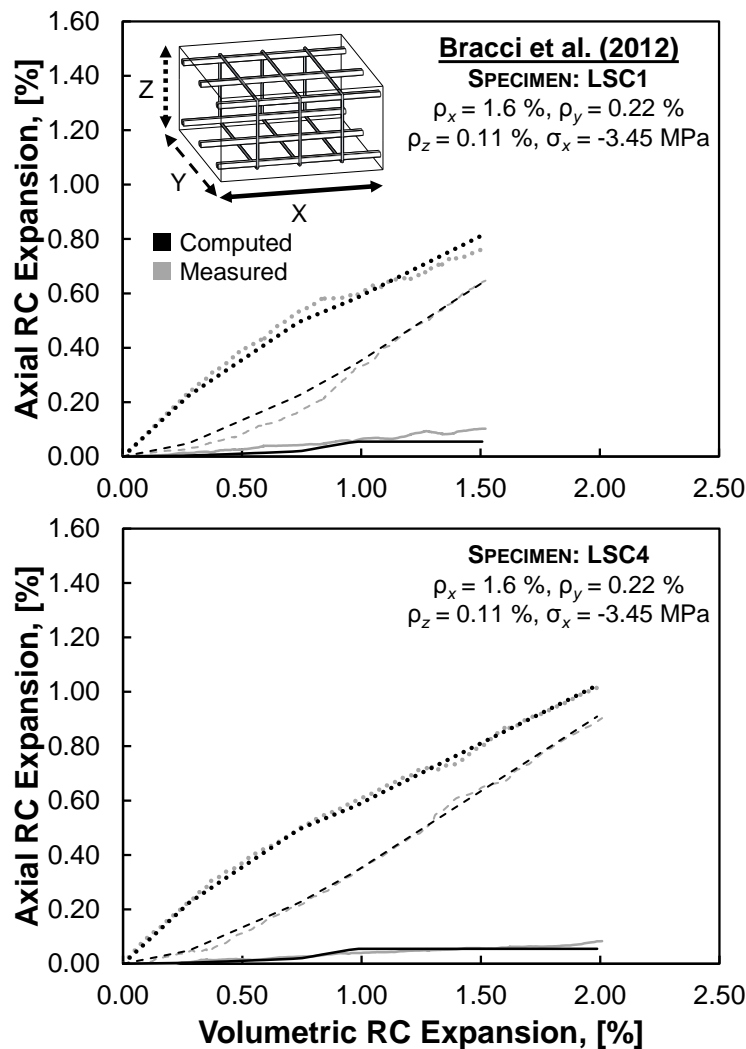 Bracci et al. (2012)
SPECIMEN: LSC1
ρx = 1.6 %, ρy = 0.22 %
ρz = 0.11 %, σx = -3.45 MPa
Z
Y
X
Computed
Measured
Axial RC Expansion, [%]
1.60
1.40
1.20
1.00
0.80
0.60
0.40
0.20
0.00
0.00 0.50 1.00 1.50 2.00 2.50
SPECIMEN: LSC4
ρx = 1.6 %, ρy = 0.22 %
ρz = 0.11 %, σx = -3.45 MPa
Axial RC Expansion, [%]
1.60
1.40
1.20
1.00
0.80
0.60
0.40
0.20
0.00
0.00 0.50 1.00 1.50 2.00 2.50
Volumetric RC Expansion, [%]